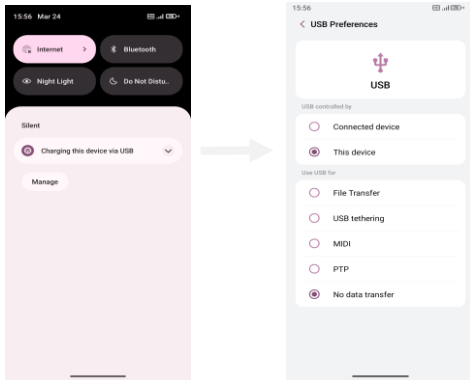 15:56 Mar 24
Internet
Bluetooth
Night Light
Do Not Distu..
Silent
Charging this device via USB
Manage
15:56
USB Preferences
USB
USB controlled by
Connected device
This device
Use USB for
File Transfer
USB tethering
MIDI
PTP
No data transfer